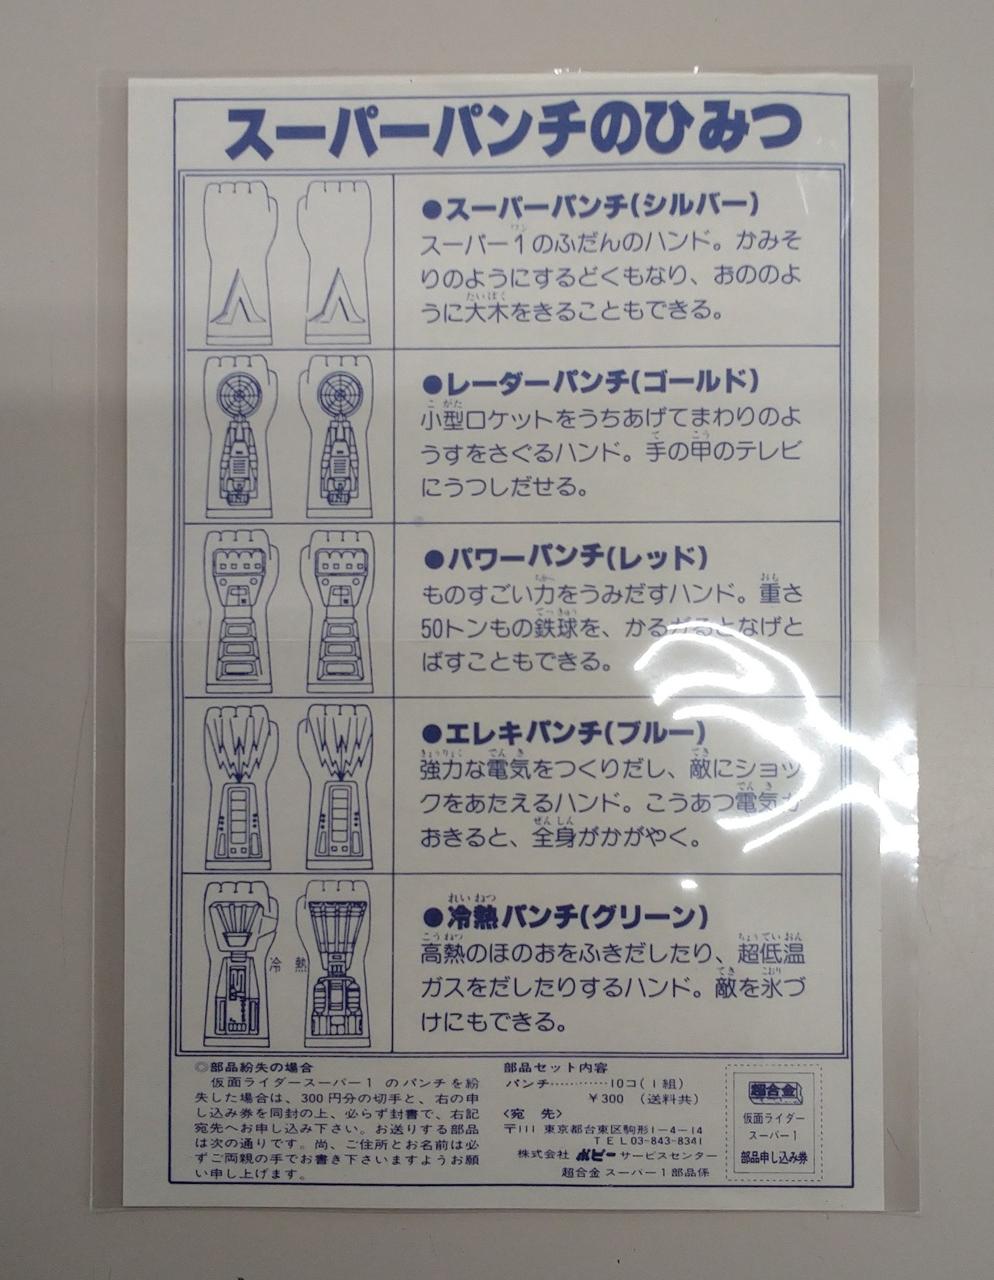 スーパーパンチのひみつ
●スーパーパンチ(シルバー)
スーパー1のふだんのハンド。かみそ
りのようにするどくもなり、おののよ
うに大木をきることもできる。
●レーダーパンチ(ゴールド)
小型ロケットをうちあげてまわりのよ
うすをさぐるハンド。手の甲のテレビ
にうつしだせる。
●パワーパンチ(レッド)
ものすごい力をうみだすハンド。重さ
50トンもの鉄球を、かるがるとなげと
ばすこともできる。
●エレキパンチ(ブルー)
強力な電気をつくりだし、敵にショッ
クをあたえるハンド。こうあつ電気が
おきると、全身がかがやく。
冷 熱
●冷熱パンチ(グリーン)
高熱のほのおをふきだしたり、超低温
ガスをだしたりするハンド。敵を氷づ
けにもできる。
◎部品紛失の場合
仮面ライダースーパー1 のパンチを紛
失した場合は、300円分の切手と、右の申
し込み券を同封の上、必らず封書で、右記
宛先へお申し込み下さい。お送りする部品
は次の通りです。尚、ご住所とお名前は必
ずご両親の手でお書き下さいますようお願
い申し上げます。
部品セット内容
パンチ…………10コ(1組)
¥300 (送料共)
<宛 先>
〒111 東京都台東区駒形1-4-14
TEL03-843-8341
株式会社 ポピーサービスセンター
超合金 スーパー1部品係
超合金
仮面ライダー
スーパー1
部品申し込み券